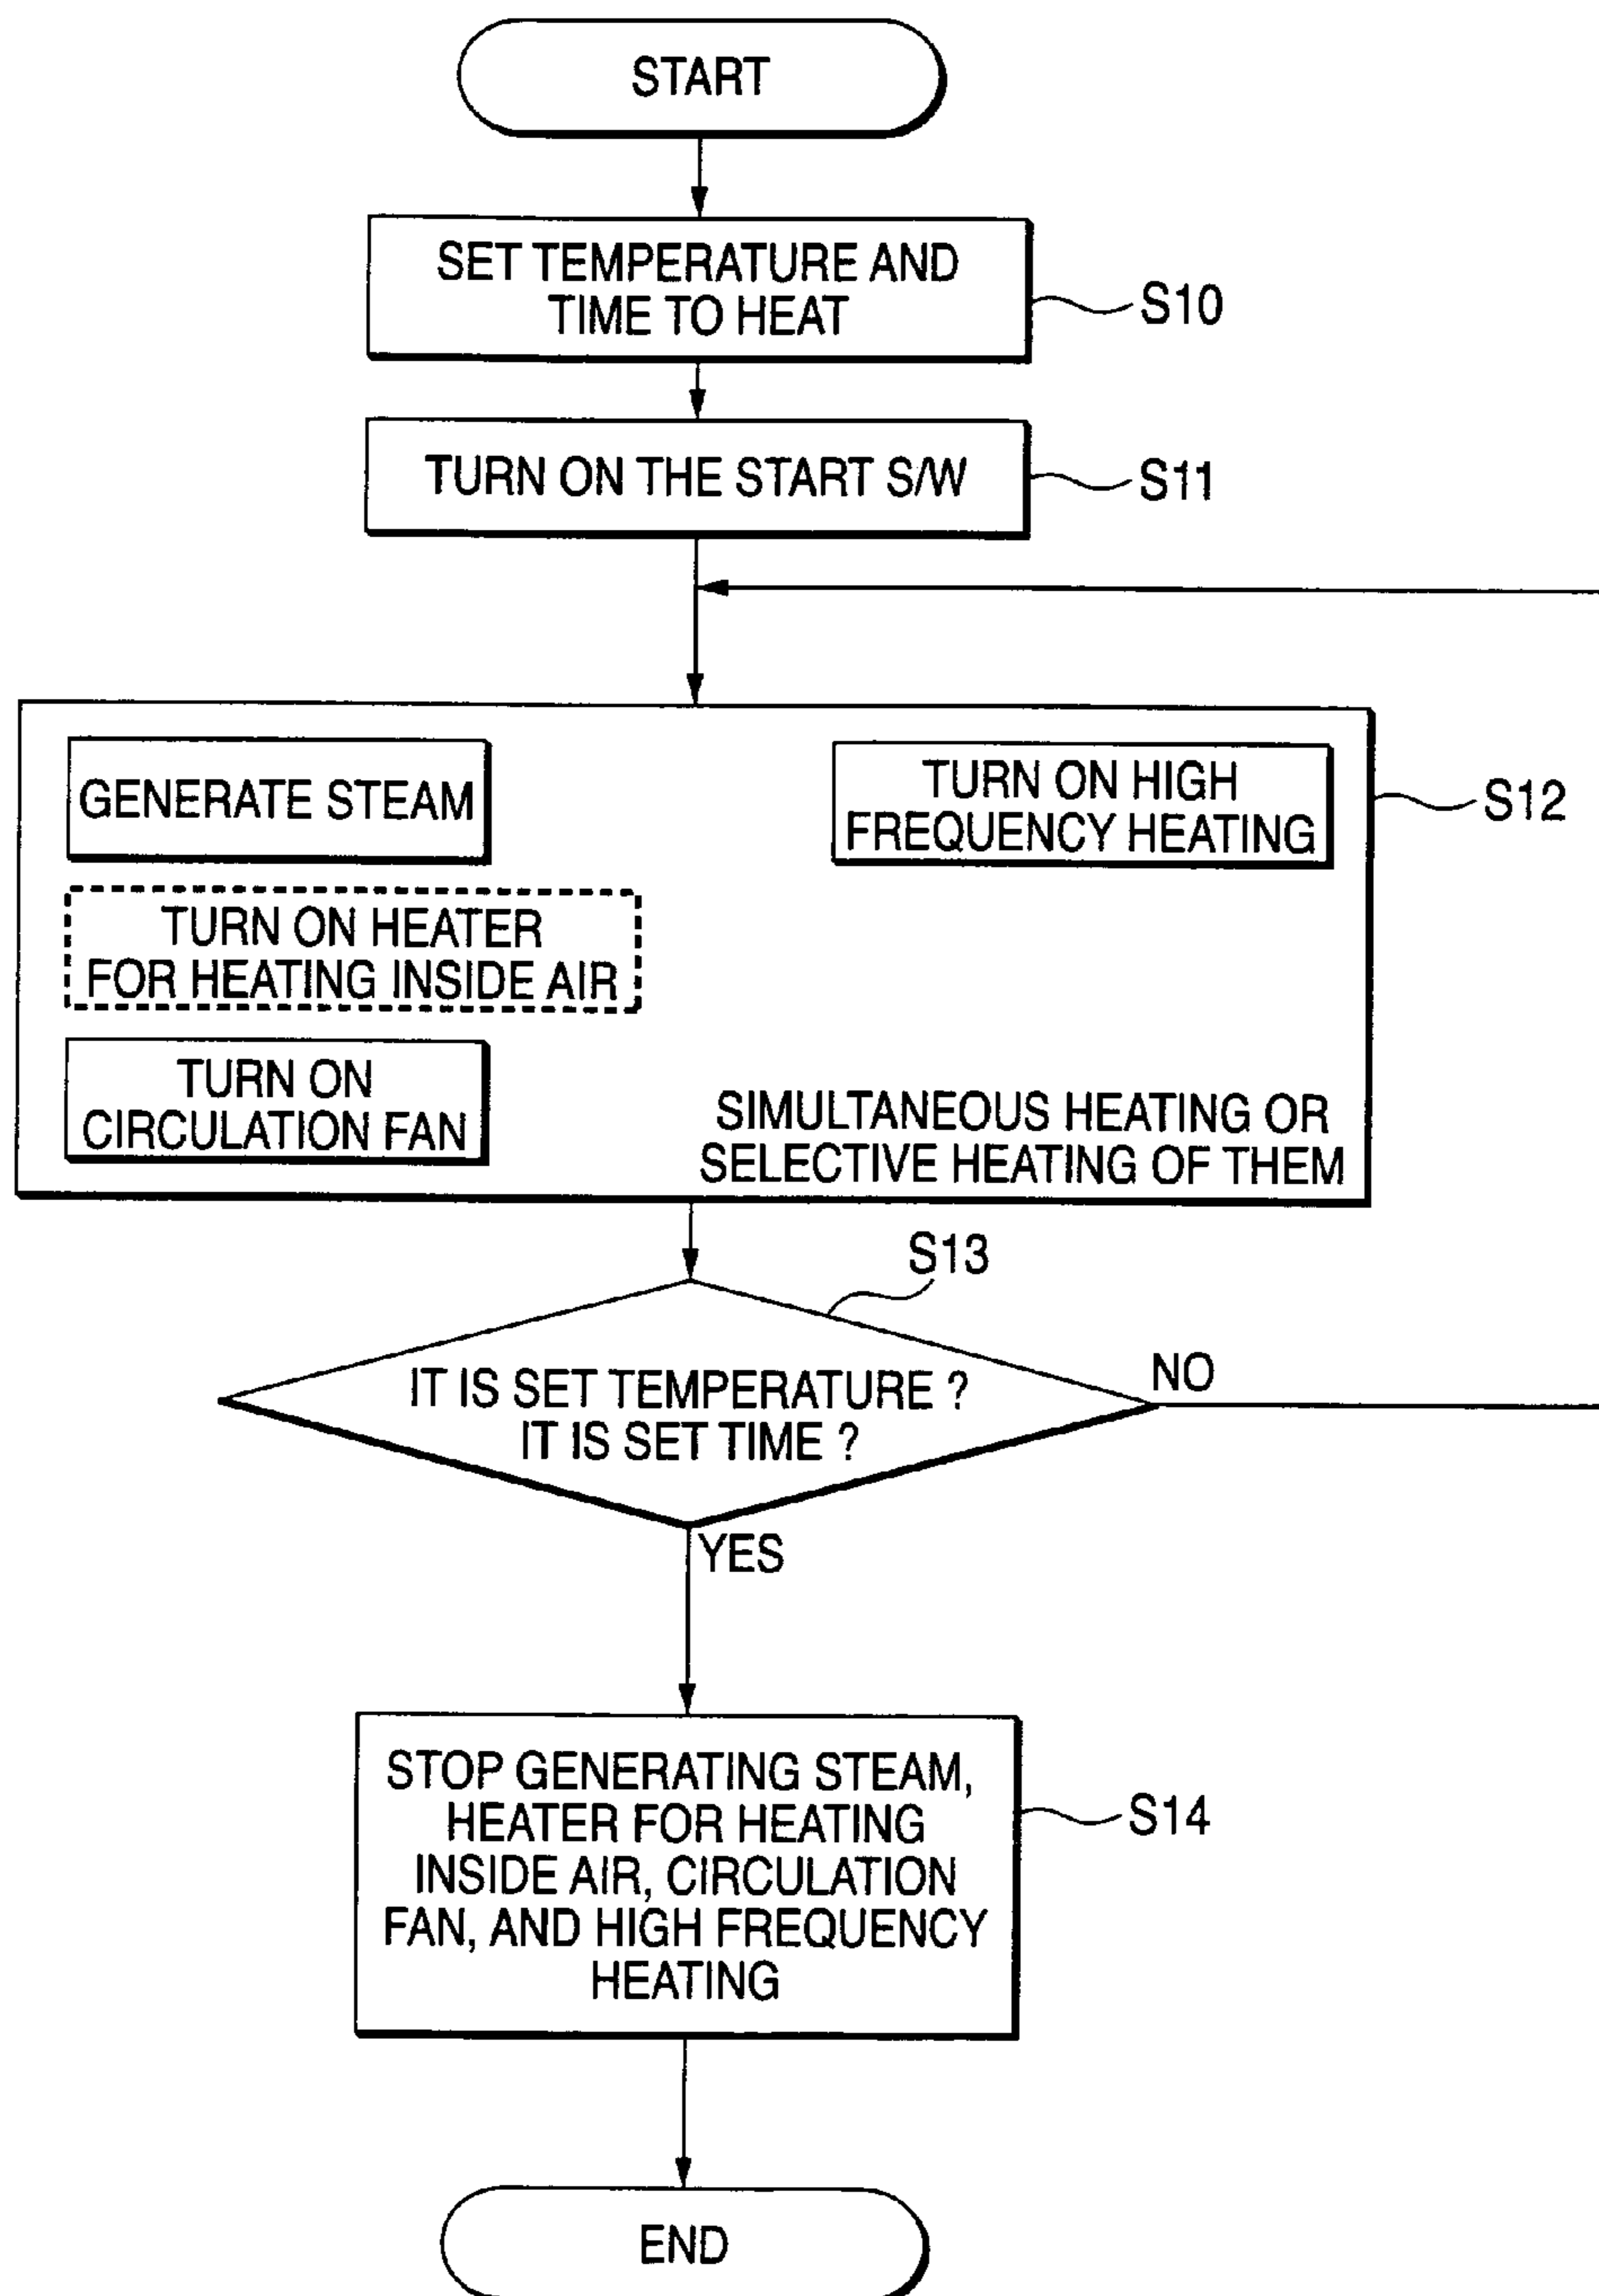 START
SET TEMPERATURE AND
TIME TO HEAT
S10
TURN ON THE START S/W
S11
GENERATE STEAM
TURN ON HIGH
FREQUENCY HEATING
S12
TURN ON HEATER
FOR HEATING INSIDE AIR
TURN ON
CIRCULATION FAN
SIMULTANEOUS HEATING OR
SELECTIVE HEATING OF THEM
S13
IT IS SET TEMPERATURE ?
IT IS SET TIME ?
NO
YES
STOP GENERATING STEAM,
HEATER FOR HEATING
INSIDE AIR, CIRCULATION
FAN, AND HIGH FREQUENCY
HEATING
S14
END